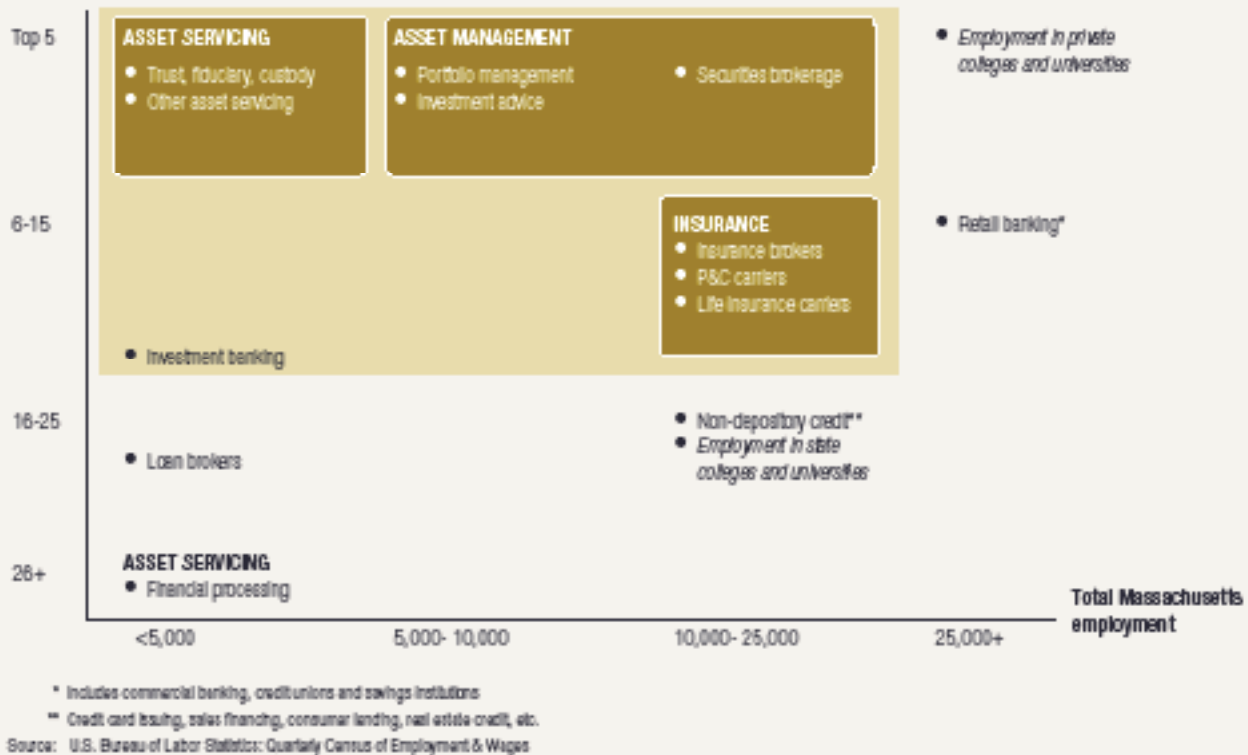 Top 5
ASSET SERVICING
• Trust, fiduciary, custody
• Other asset servicing
ASSET MANAGEMENT
• Portfolio management
• Investment advice
• Securities brokerage
• Employment in private
colleges and universities
6-15
INSURANCE
• Insurance brokers
• P&C carriers
• Life insurance carriers
• Retail banking*
• Investment banking
16-25
• Non-depository credit**
• Employment in state
colleges and universities
• Loan brokers
26+
ASSET SERVICING
• Financial processing
Total Massachusetts
employment
<5,000
5,000- 10,000
10,000- 25,000
25,000+
* Includes commercial banking, credit unions and savings institutions
** Credit card issuing, sales financing, consumer lending, real estate credit, etc.
Source: U.S. Bureau of Labor Statistics: Quarterly Census of Employment & Wages